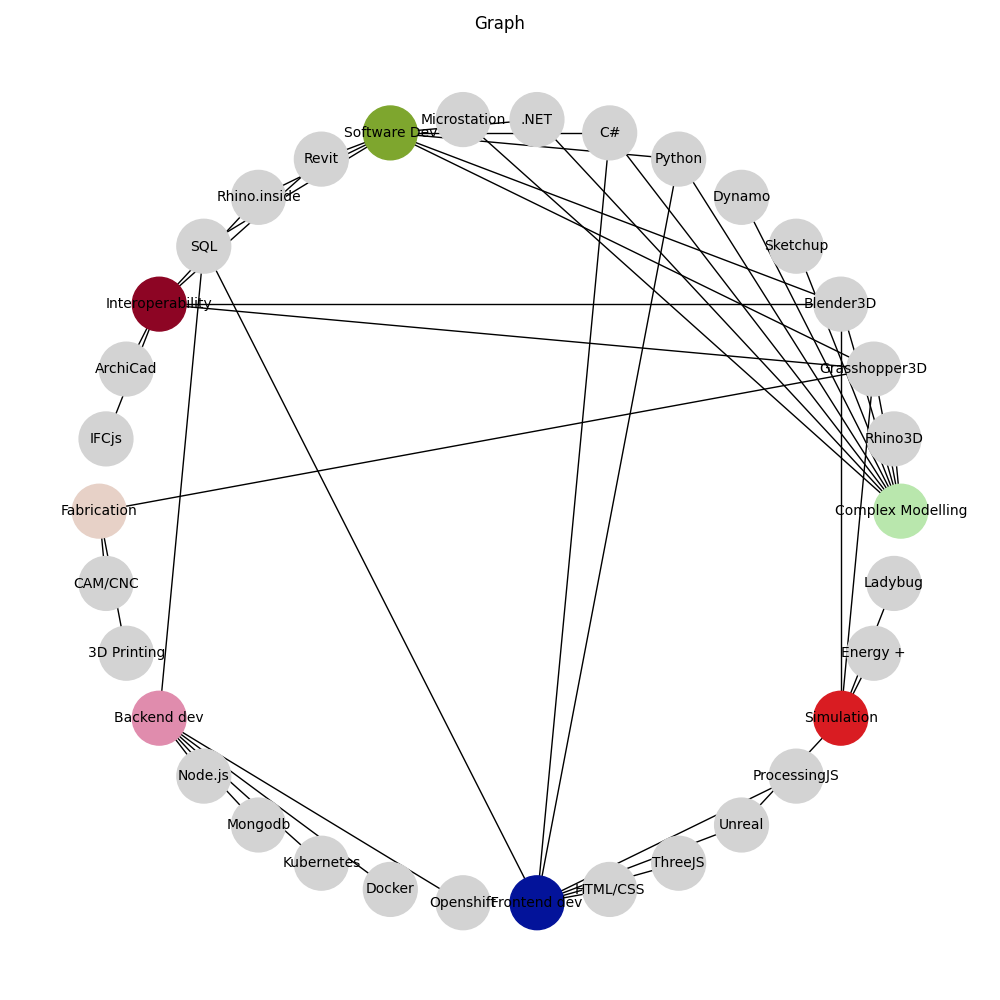 Graph
Microstation
.NET
Software Dev
C#
Revit
Python
Rhino.inside
Dynamo
SQL
Sketchup
Interoperability
Blender3D
ArchiCad
Grasshopper3D
IFCjs
Rhino3D
Fabrication
Complex Modelling
CAM/CNC
Ladybug
3D Printing
Energy +
Backend dev
Simulation
Node.js
ProcessingJS
Mongodb
Unreal
Kubernetes
ThreeJS
Docker
HTML/CSS
Openshift
Frontend dev